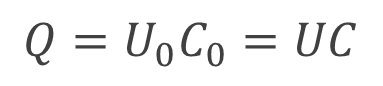 Q = U₀C₀ = UC